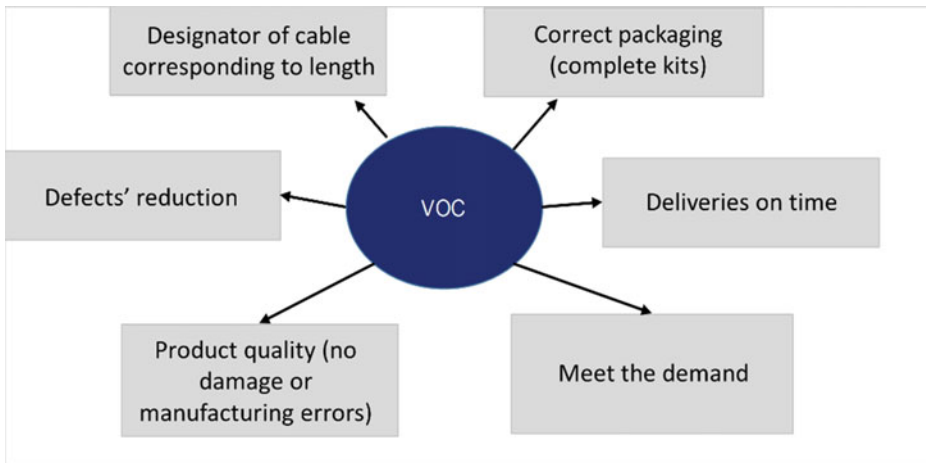 Designator of cable
corresponding to length
Correct packaging
(complete kits)
Defects’ reduction
VOC
Deliveries on time
Product quality (no
damage or
manufacturing errors)
Meet the demand